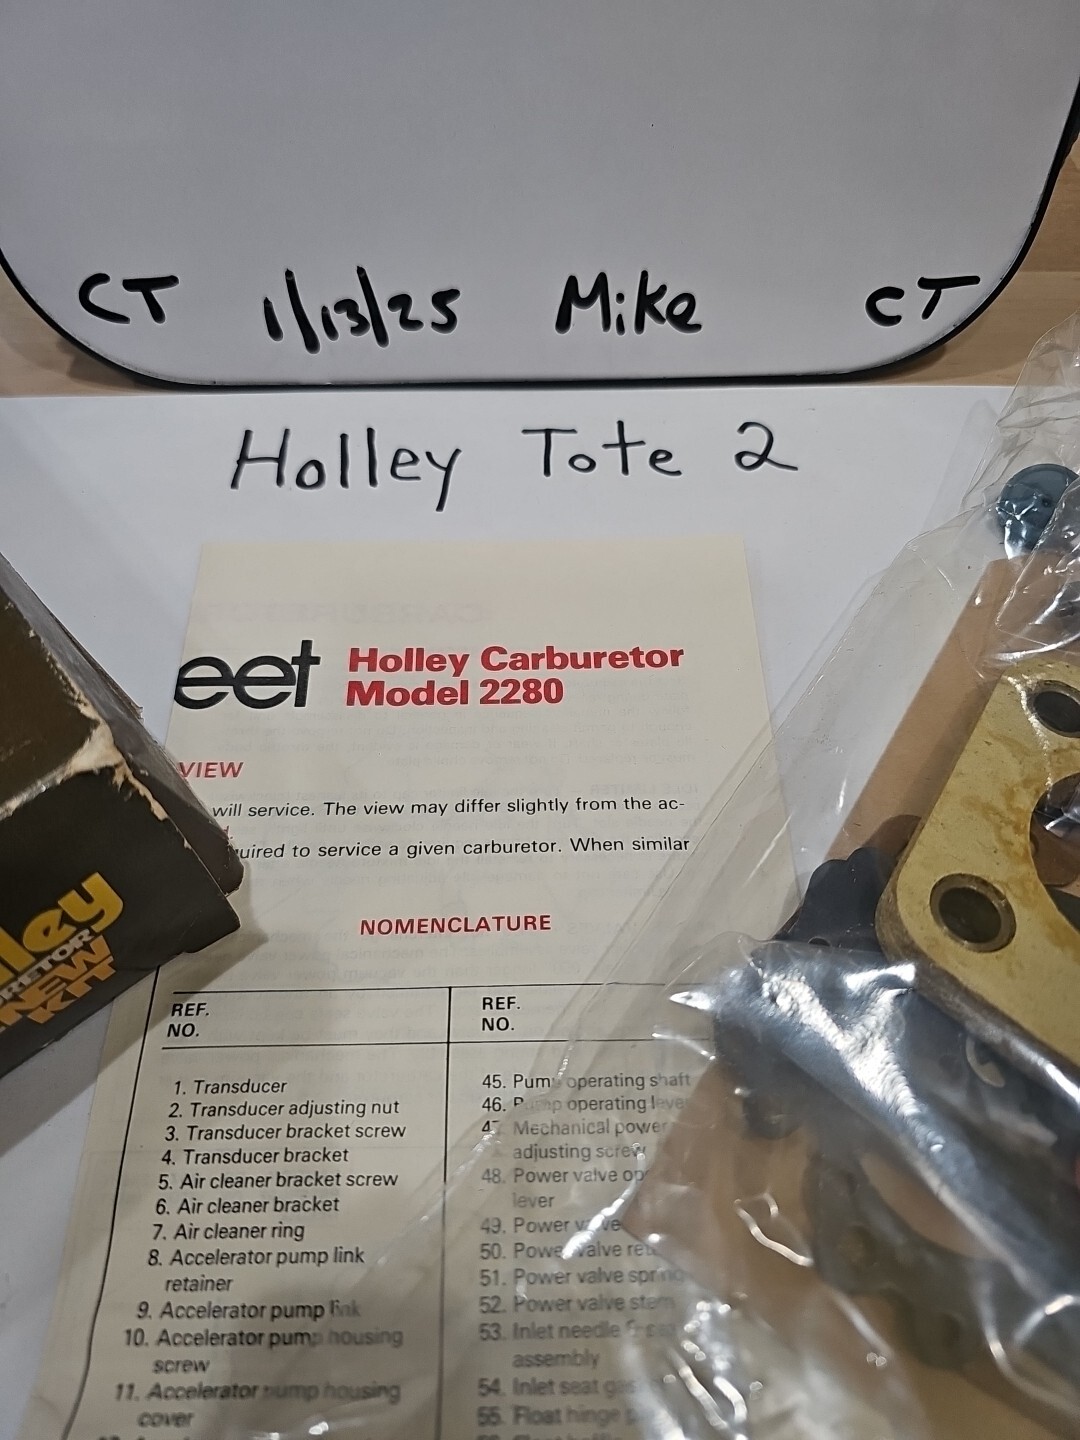 CT 1/13/25 Mike CT
Holley Tote 2
eet Holley Carburetor
Model 2280
VIEW
will service. The view may differ slightly from the ac-
uired to service a given carburetor. When similar
NOMENCLATURE
lley
RETOR
NEW
KIT
REF.
NO.
1. Transducer
2. Transducer adjusting nut
3. Transducer bracket screw
4. Transducer bracket
5. Air cleaner bracket screw
6. Air cleaner bracket
7. Air cleaner ring
8. Accelerator pump link
retainer
9. Accelerator pump link
10. Accelerator pump housing
screw
11. Accelerator pump housing
cover
REF.
NO.
45. Pump operating shaft
46. Pump operating lever
47. Mechanical power
adjusting screw
48. Power valve op
lever
49. Power valve
50. Power valve ret
51. Power valve spring
52. Power valve stem
53. Inlet needle &
assembly
54. Inlet seat gas
55. Float hinge